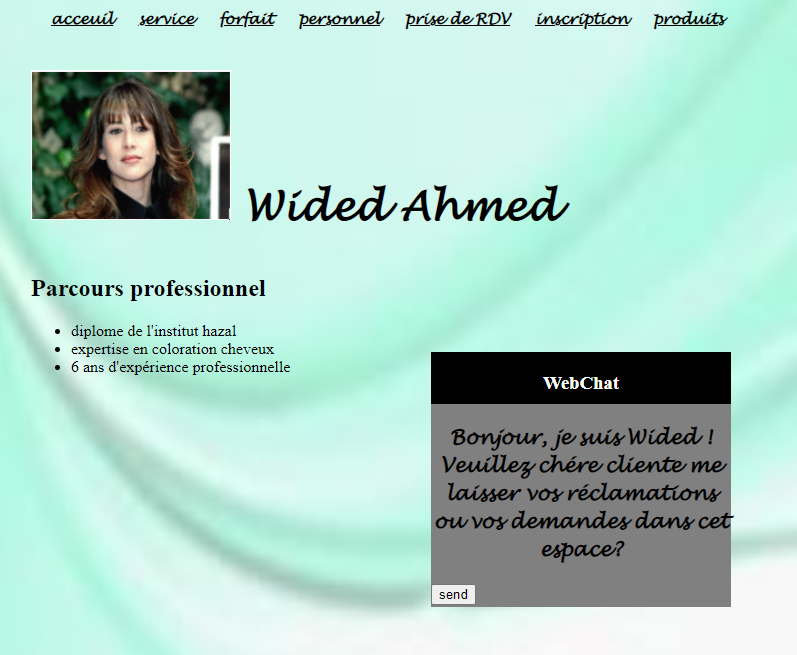 acceuil service forfait personnel prise de RDV inscription produits
Wided Ahmed
Parcours professionnel
diplome de l'institut hazal
expertise en coloration cheveux
6 ans d'expérience professionnelle
WebChat
Bonjour, je suis Wided !
Veuillez chére cliente me
laisser vos réclamations
ou vos demandes dans cet
espace?
send